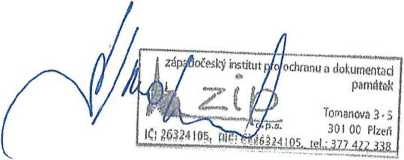 západočeský institut pro ochranu a dokumentaci
památek
zip
o.p.s.
Tomanova 3 - 5
301 00 Plzeň
IČ: 26324105, DIČ: 26324105, tel.: 377 422 338